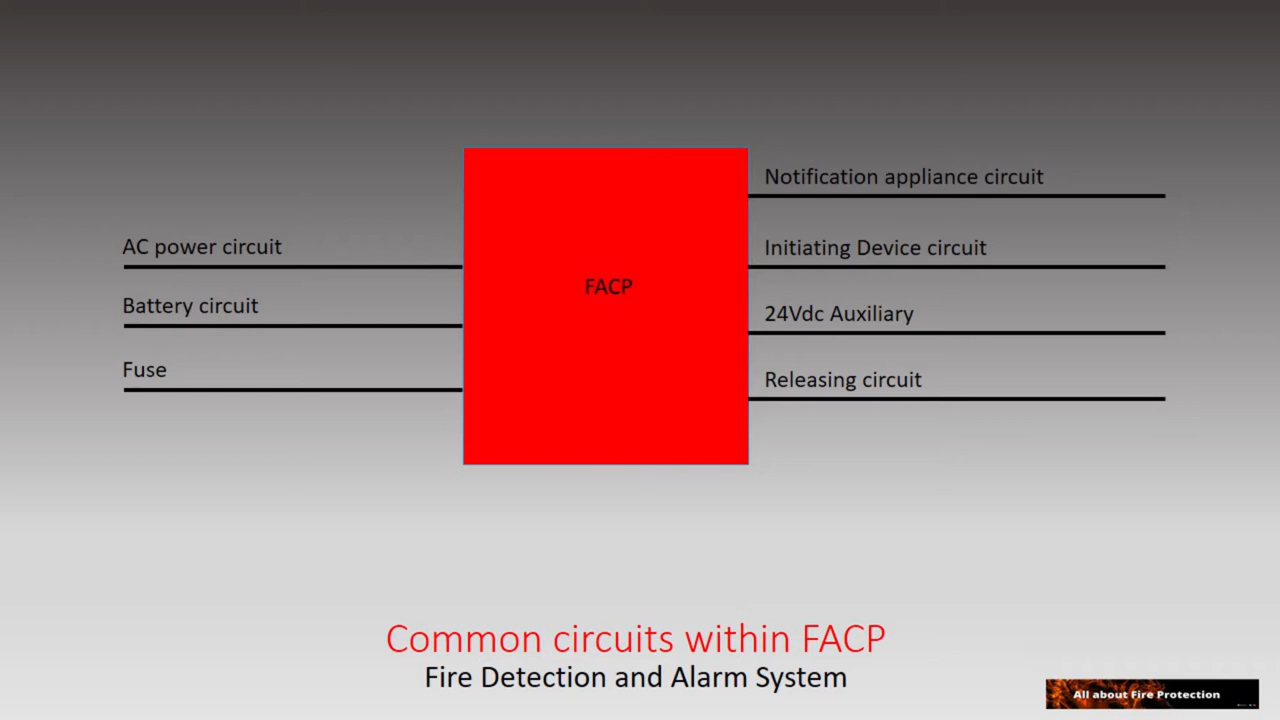 Notification appliance circuit
AC power circuit
Initiating Device circuit
FACP
Battery circuit
24Vdc Auxiliary
Fuse
Releasing circuit
Common circuits within FACP
Fire Detection and Alarm System
All about Fire Protection